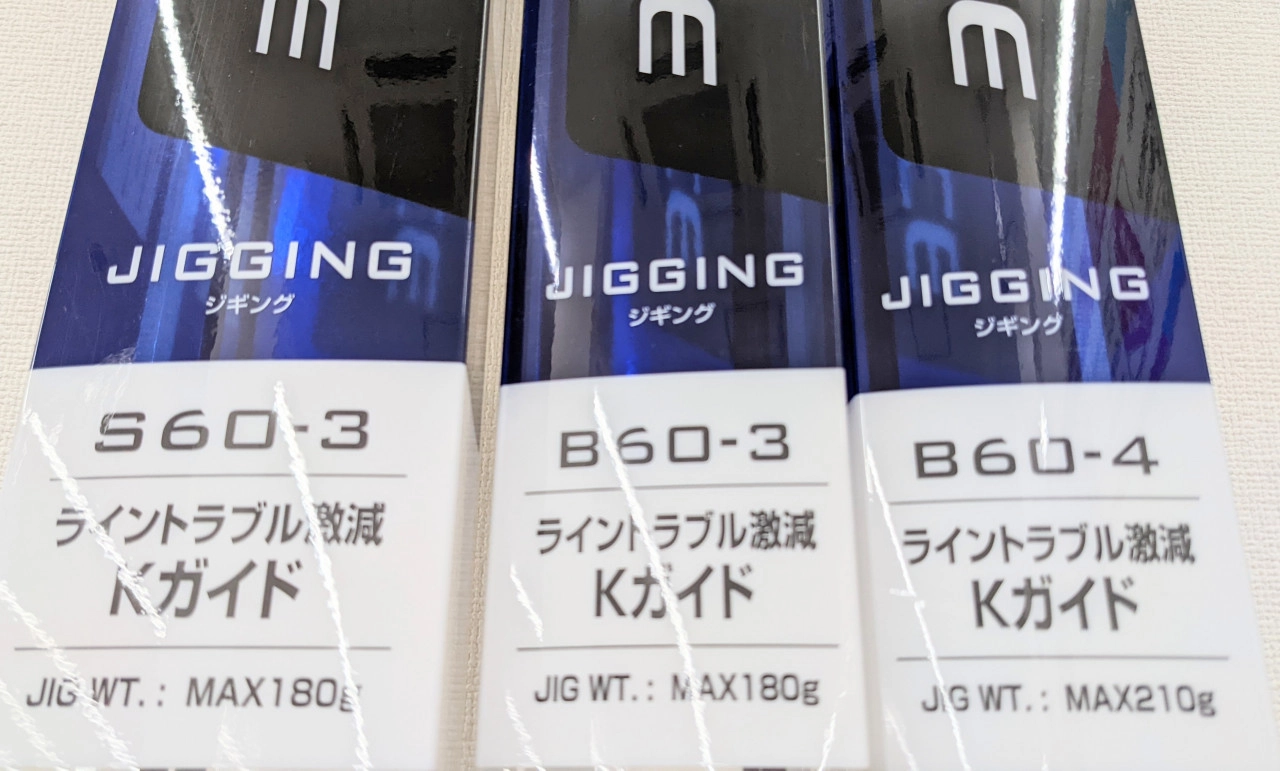 JIGGING
ジギング
S60-3
ライントラブル激減
Kガイド
JIG WT.: MAX180g
JIGGING
ジギング
B60-3
ライントラブル激減
Kガイド
JIG WT.: MAX180g
JIGGING
ジギング
B60-4
ライントラブル激減
Kガイド
JIG WT.: MAX210g